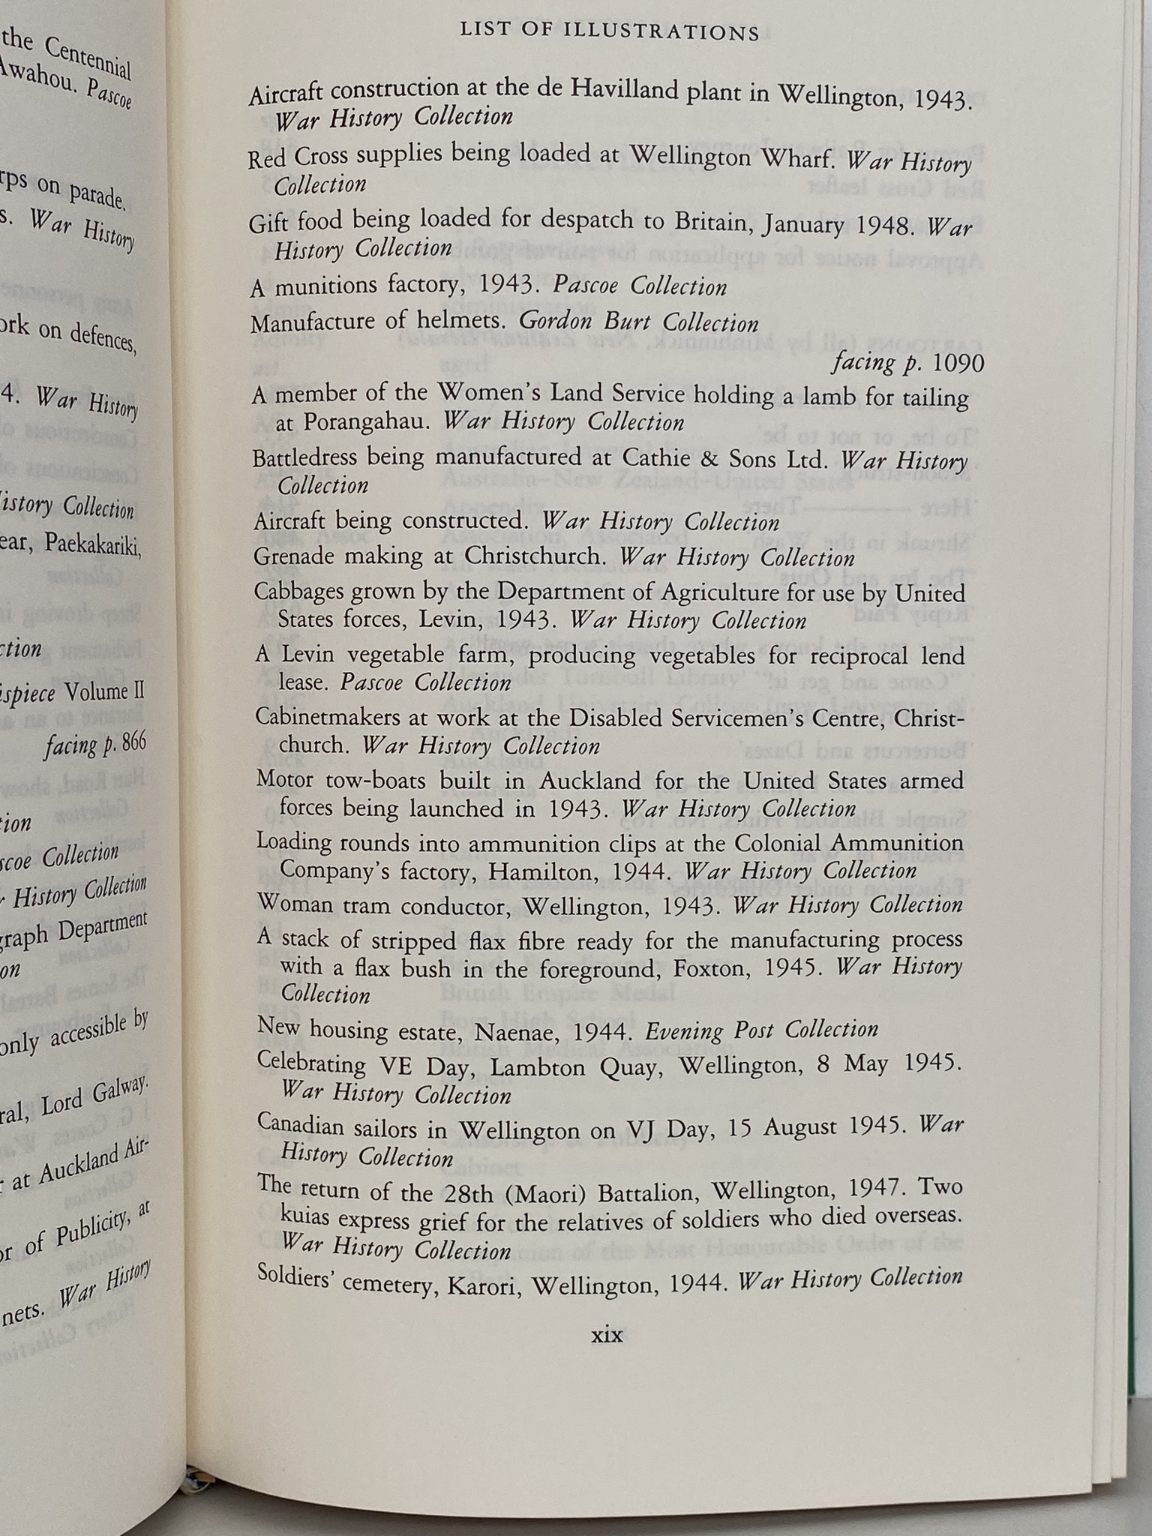 the Centennial
Awahou. Pascoe
on parade.
War History
on defences,
War History
History Collection
Paekakariki,
Volume II
facing p. 866
Collection
History Collection
Department
only accessible by
Lord Galway.
at Auckland Air-
of Publicity, at
War History
LIST OF ILLUSTRATIONS
Aircraft construction at the de Havilland plant in Wellington, 1943.
War History Collection
Red Cross supplies being loaded at Wellington Wharf. War History
Collection
Gift food being loaded for despatch to Britain, January 1948. War
History Collection
A munitions factory, 1943. Pascoe Collection
Manufacture of helmets. Gordon Burt Collection
facing p. 1090
A member of the Women's Land Service holding a lamb for tailing
at Porangahau. War History Collection
Battledress being manufactured at Cathie & Sons Ltd. War History
Collection
Aircraft being constructed. War History Collection
Grenade making at Christchurch. War History Collection
Cabbages grown by the Department of Agriculture for use by United
States forces, Levin, 1943. War History Collection
A Levin vegetable farm, producing vegetables for reciprocal lend
lease. Pascoe Collection
Cabinetmakers at work at the Disabled Servicemen's Centre, Christ-
church. War History Collection
Motor tow-boats built in Auckland for the United States armed
forces being launched in 1943. War History Collection
Loading rounds into ammunition clips at the Colonial Ammunition
Company's factory, Hamilton, 1944. War History Collection
Woman tram conductor, Wellington, 1943. War History Collection
A stack of stripped flax fibre ready for the manufacturing process
with a flax bush in the foreground, Foxton, 1945. War History
Collection
New housing estate, Naenae, 1944. Evening Post Collection
Celebrating VE Day, Lambton Quay, Wellington, 8 May 1945.
War History Collection
Canadian sailors in Wellington on VJ Day, 15 August 1945. War
History Collection
The return of the 28th (Maori) Battalion, Wellington, 1947. Two
kuias express grief for the relatives of soldiers who died overseas.
War History Collection
Soldiers' cemetery, Karori, Wellington, 1944. War History Collection
xix